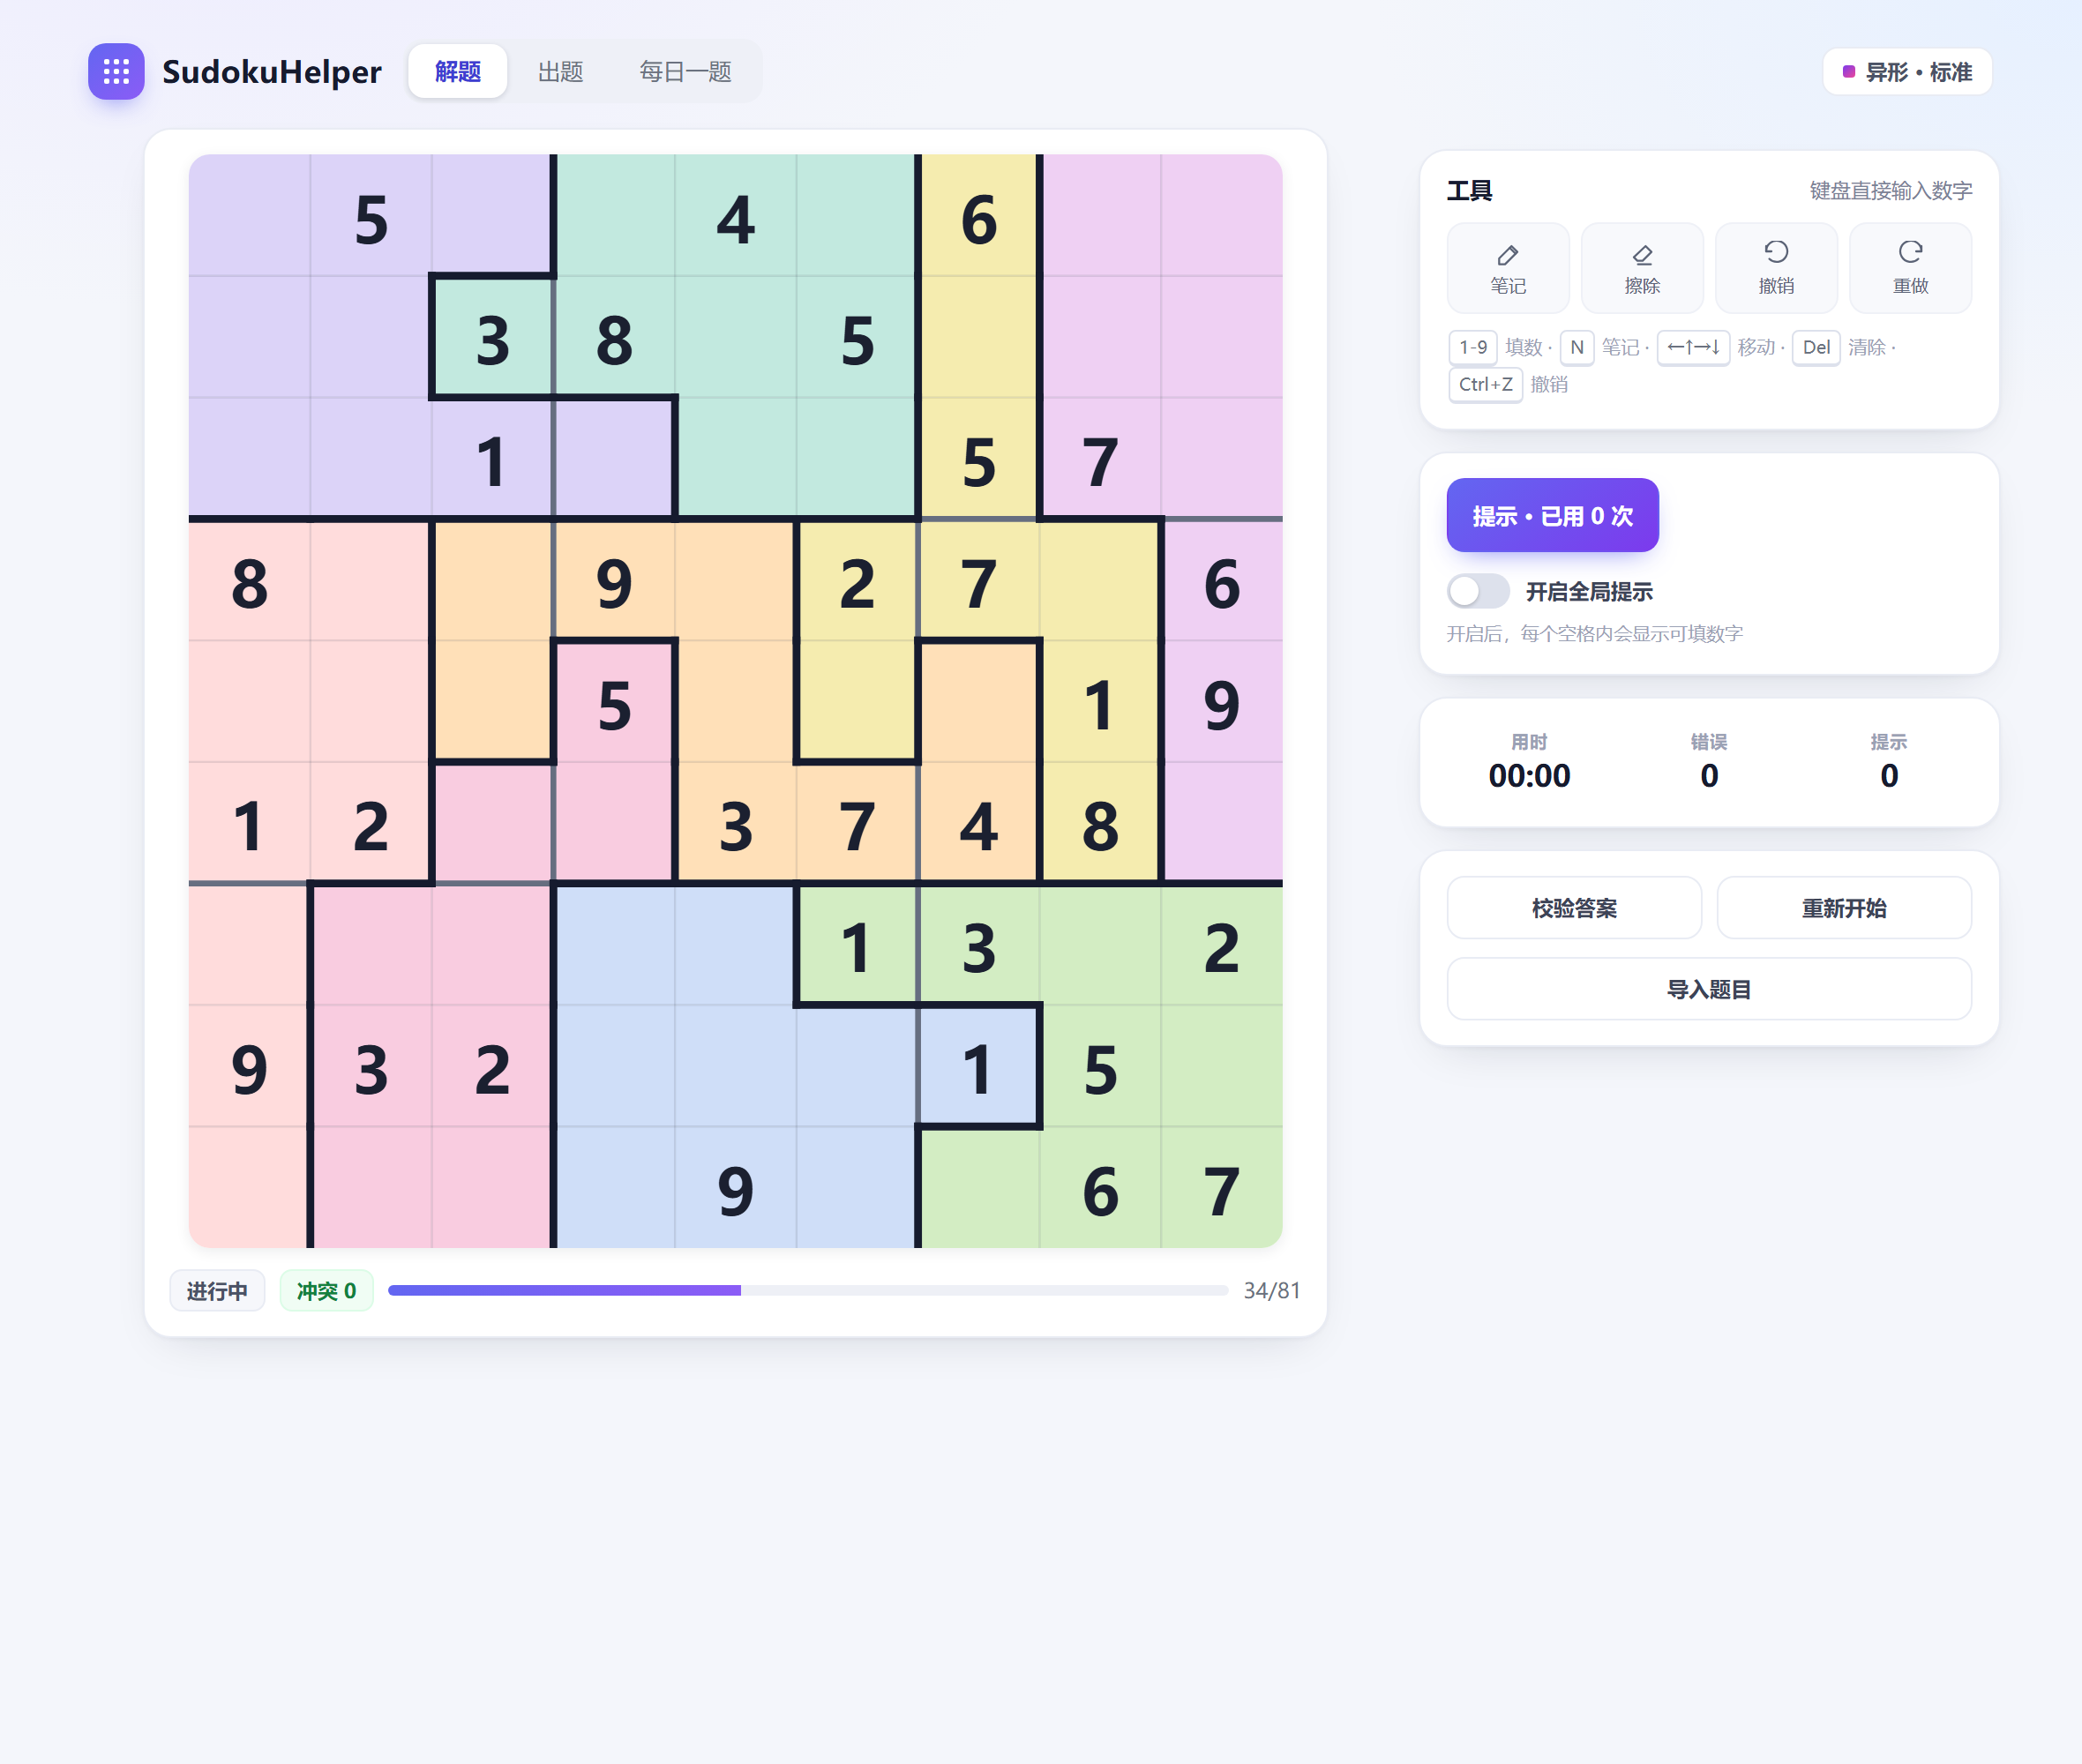 SudokuHelper 解题 出题 每日一题 异形 • 标准
5 4 6
3 8 5
1 5 7
8 9 2 7 6
5 1 9
1 2 3 7 4 8
1 3 2
9 3 2 1 5
9 6 7
进行中 冲突 0 34/81
工具 键盘直接输入数字
笔记 擦除 撤销 重做
1-9 填数 · N 笔记 · ←↑→↓ 移动 · Del 清除 ·
Ctrl+Z 撤销
提示 • 已用 0 次
开启全局提示
开启后，每个空格内会显示可填数字
用时 错误 提示
00:00 0 0
校验答案 重新开始
导入题目